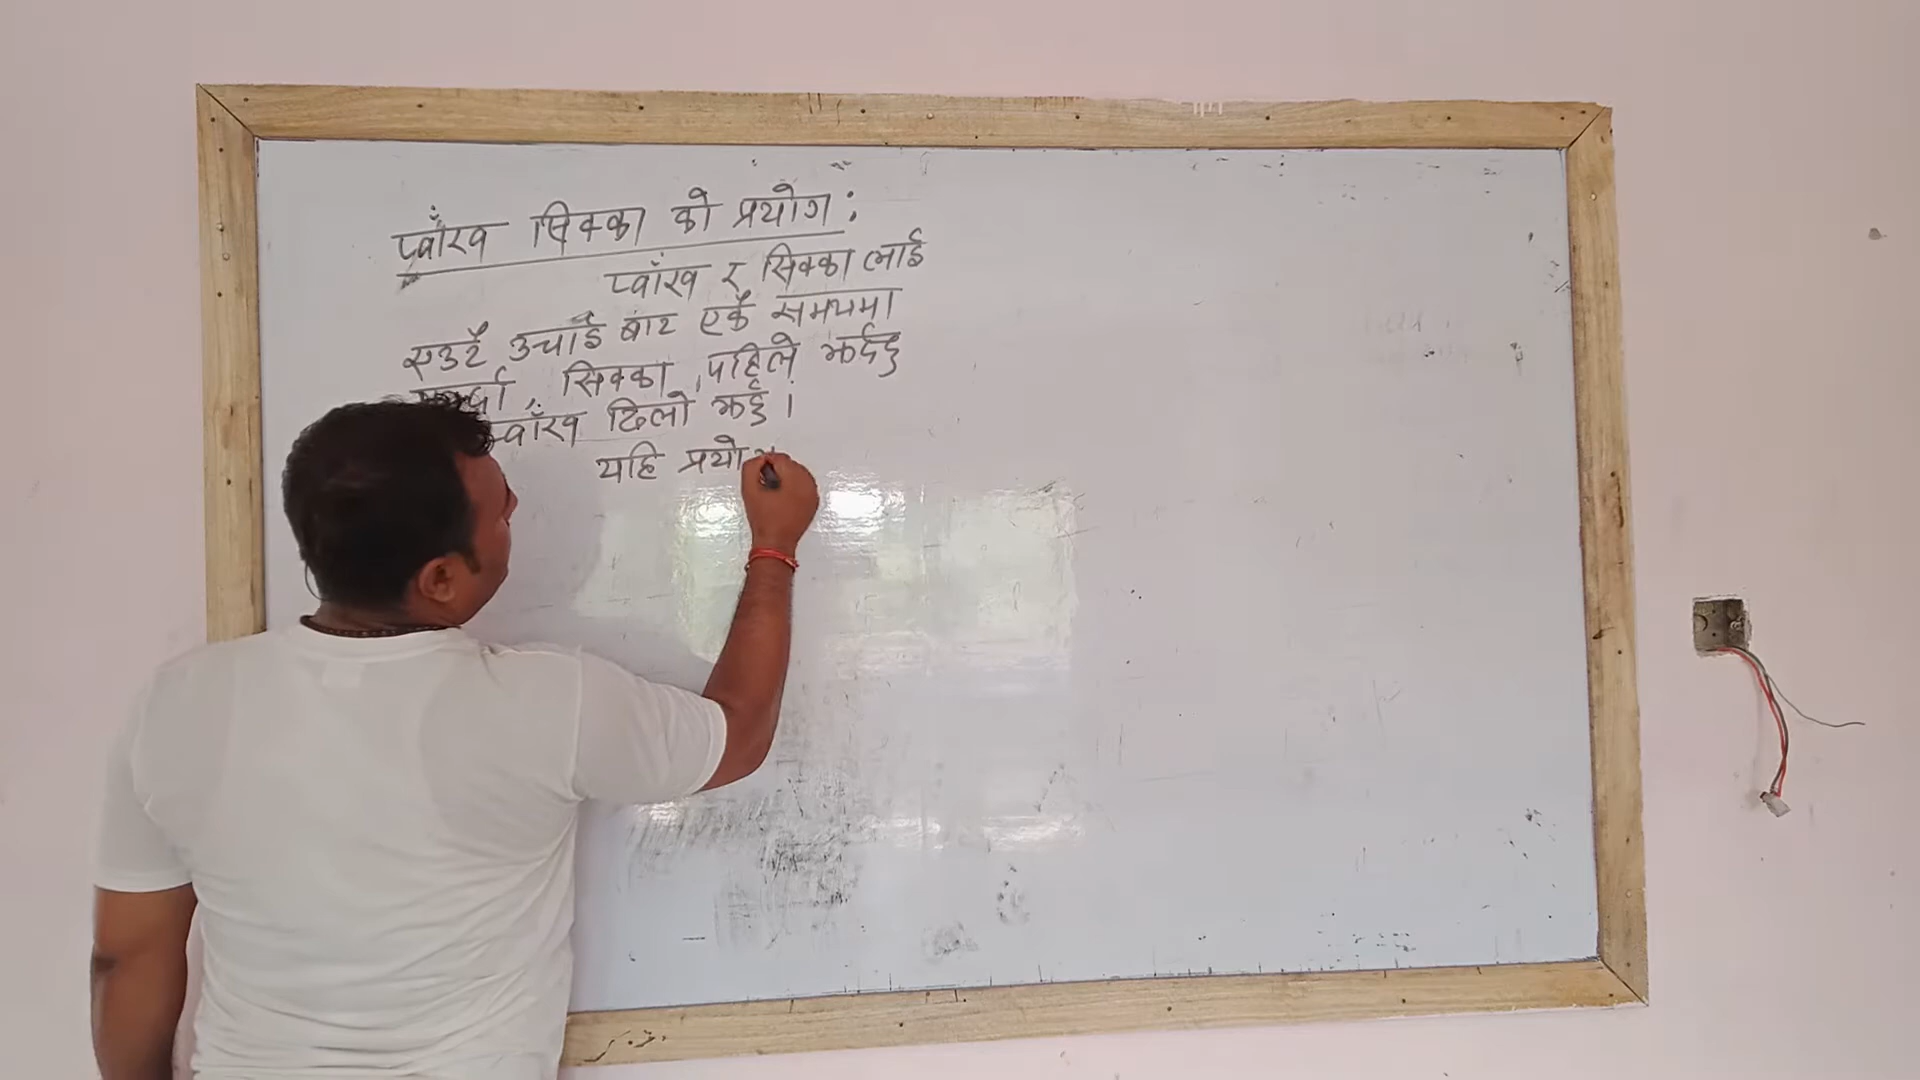 प्वाँख सिक्का को प्रयोग :
प्वाँख र सिक्का लाई
एउटै उचाई बाट एकै समयमा
सिक्का पहिले झर्दछ
प्वाँख ढिलो झर्छ ।
यहि